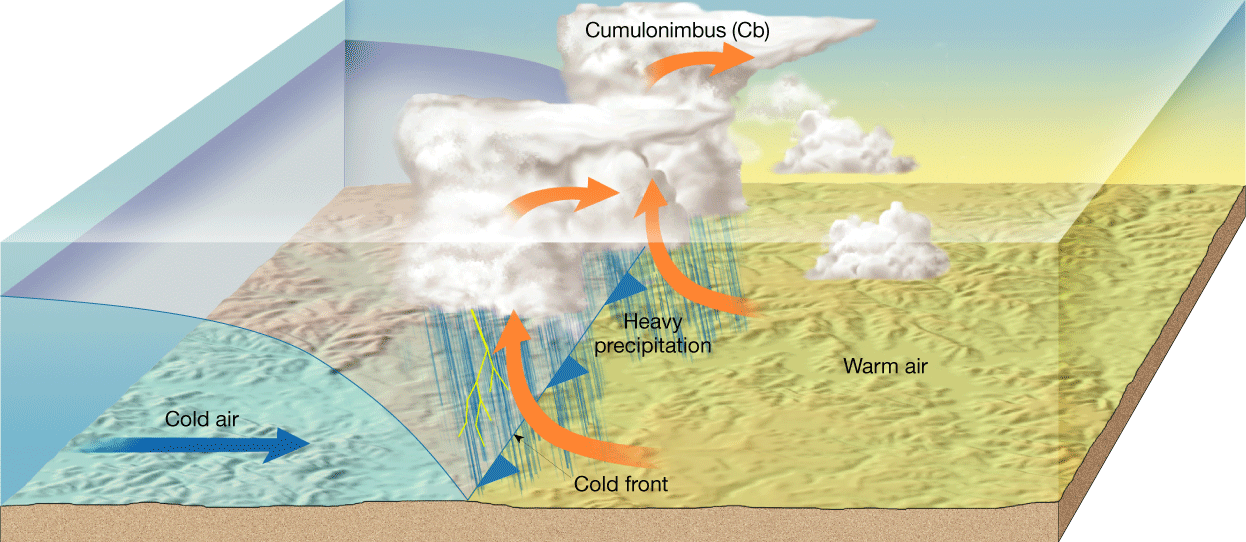 Cumulonimbus (Cb)
Heavy
precipitation
Warm air
Cold air
Cold front